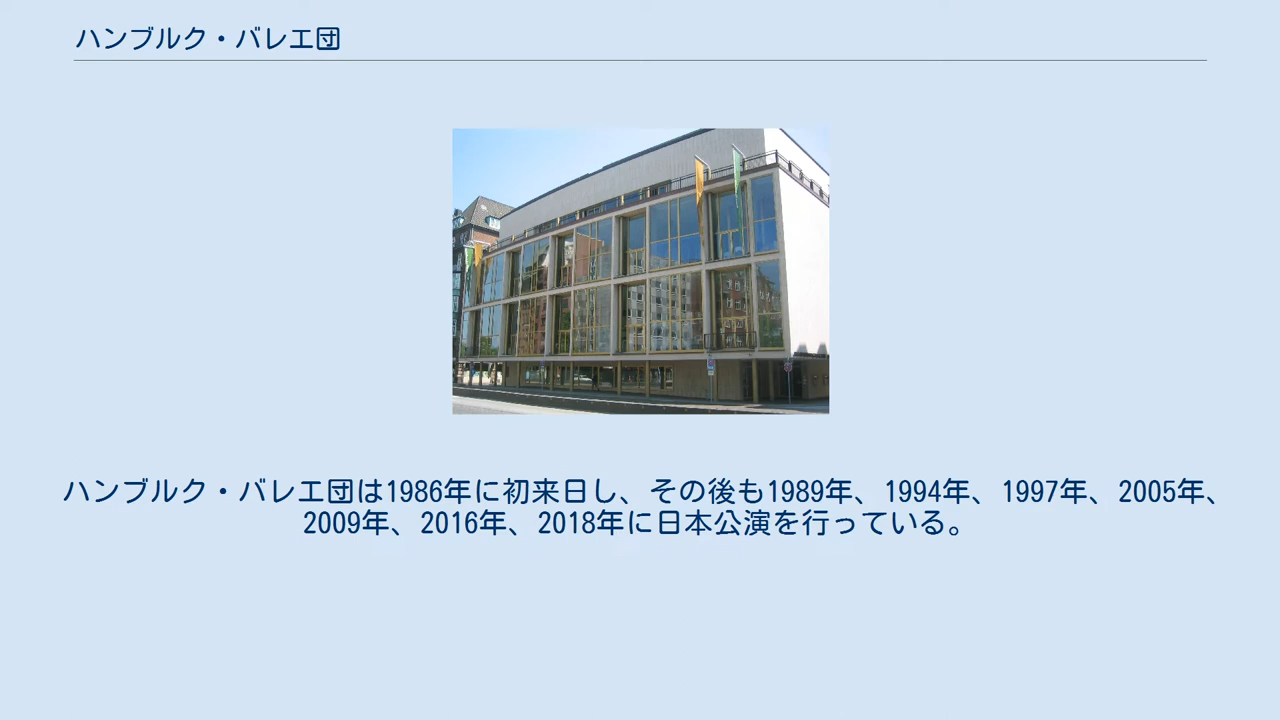 ハンブルク・バレエ団
ハンブルク・バレエ団は1986年に初来日し、その後も1989年、1994年、1997年、2005年、
2009年、2016年、2018年に日本公演を行っている。